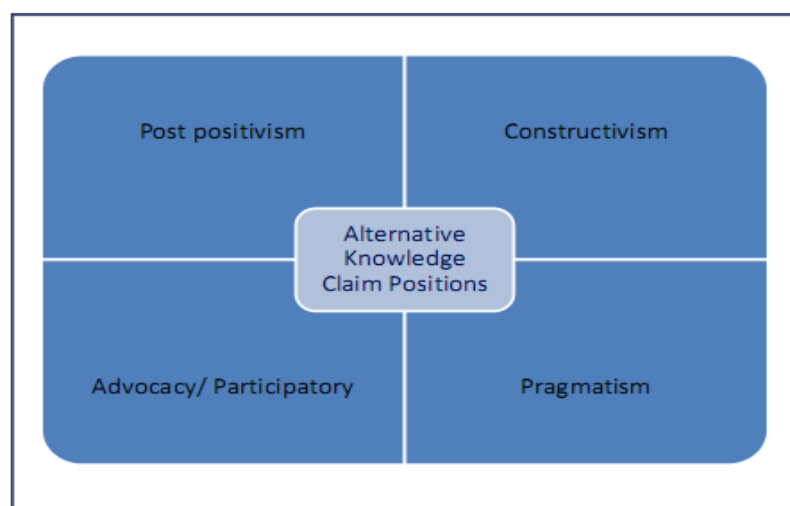 Post positivism
Constructivism
Alternative
Knowledge
Claim Positions
Advocacy/ Participatory
Pragmatism